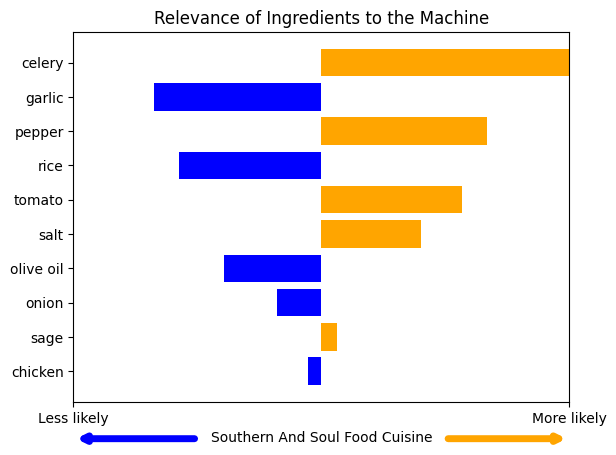 Relevance of Ingredients to the Machine
celery
garlic
pepper
rice
tomato
salt
olive oil
onion
sage
chicken
Less likely
More likely
Southern And Soul Food Cuisine